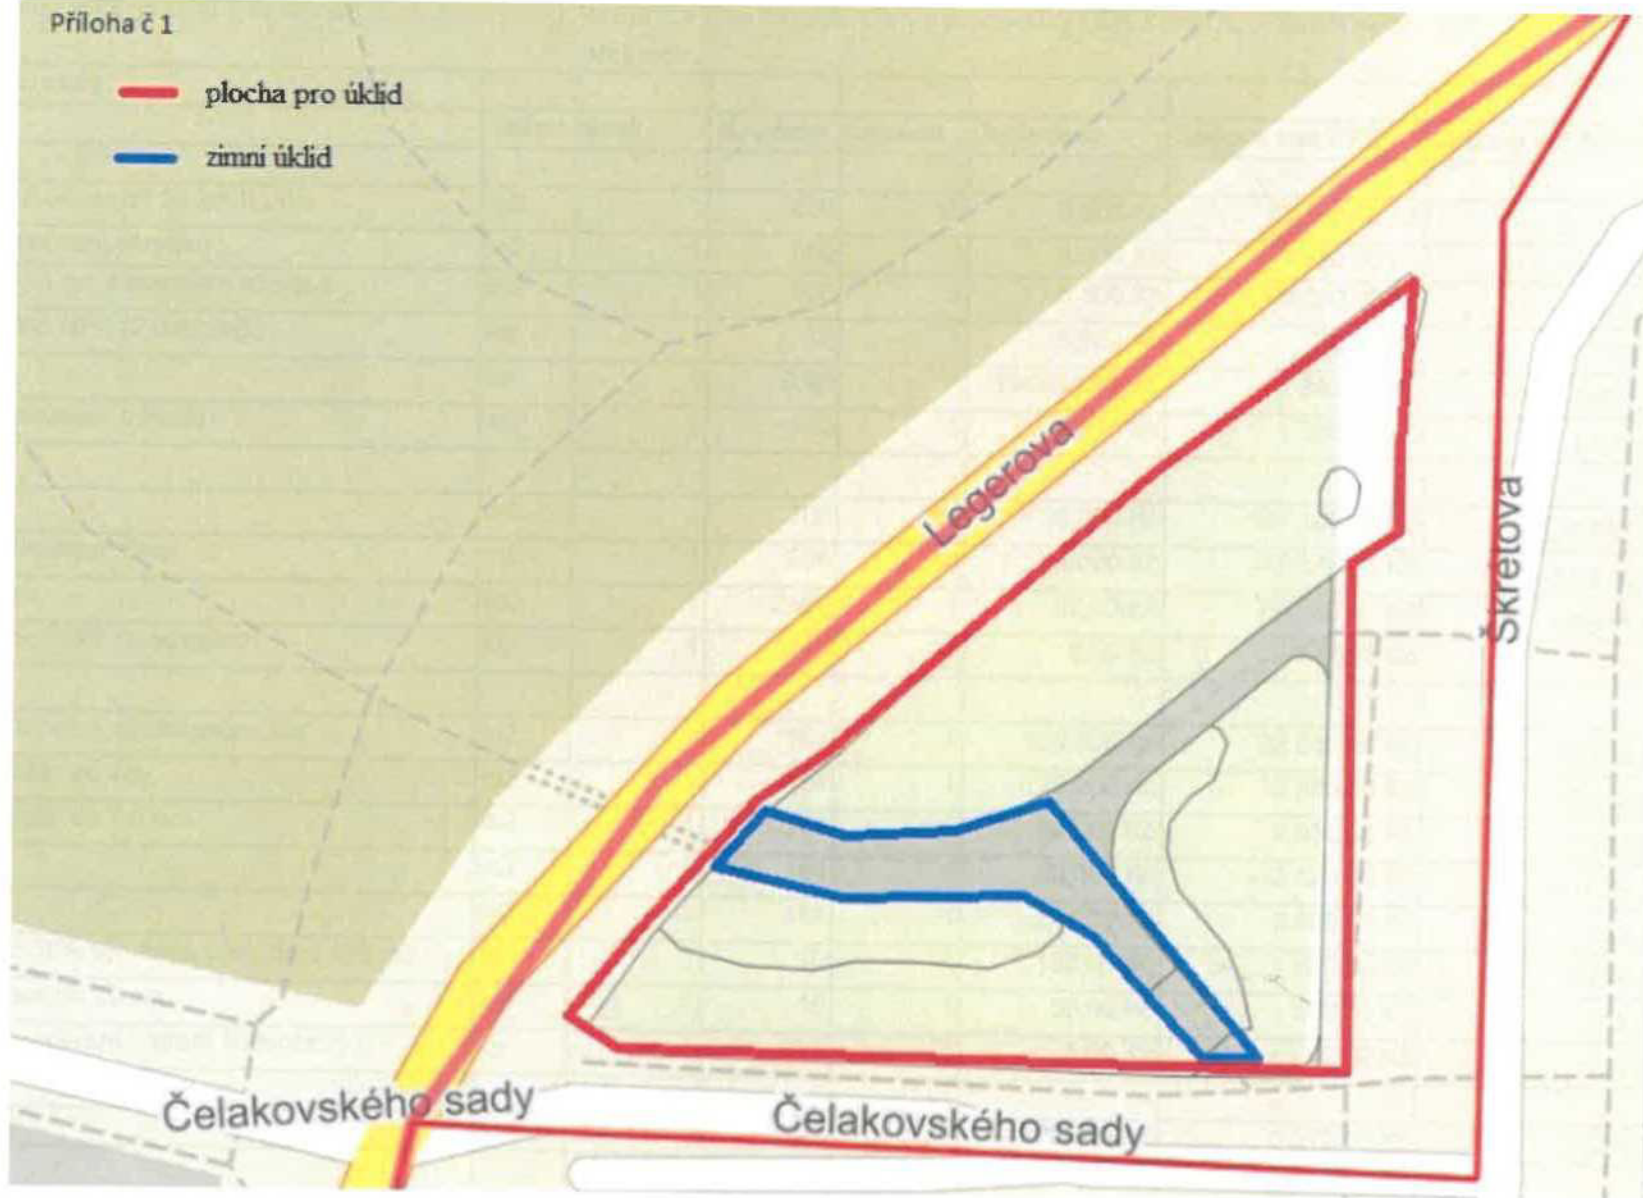 Příloha č 1
plocha pro úklid
zimní úklid
Legerova
Škrétova
Čelakovského sady
Čelakovského sady